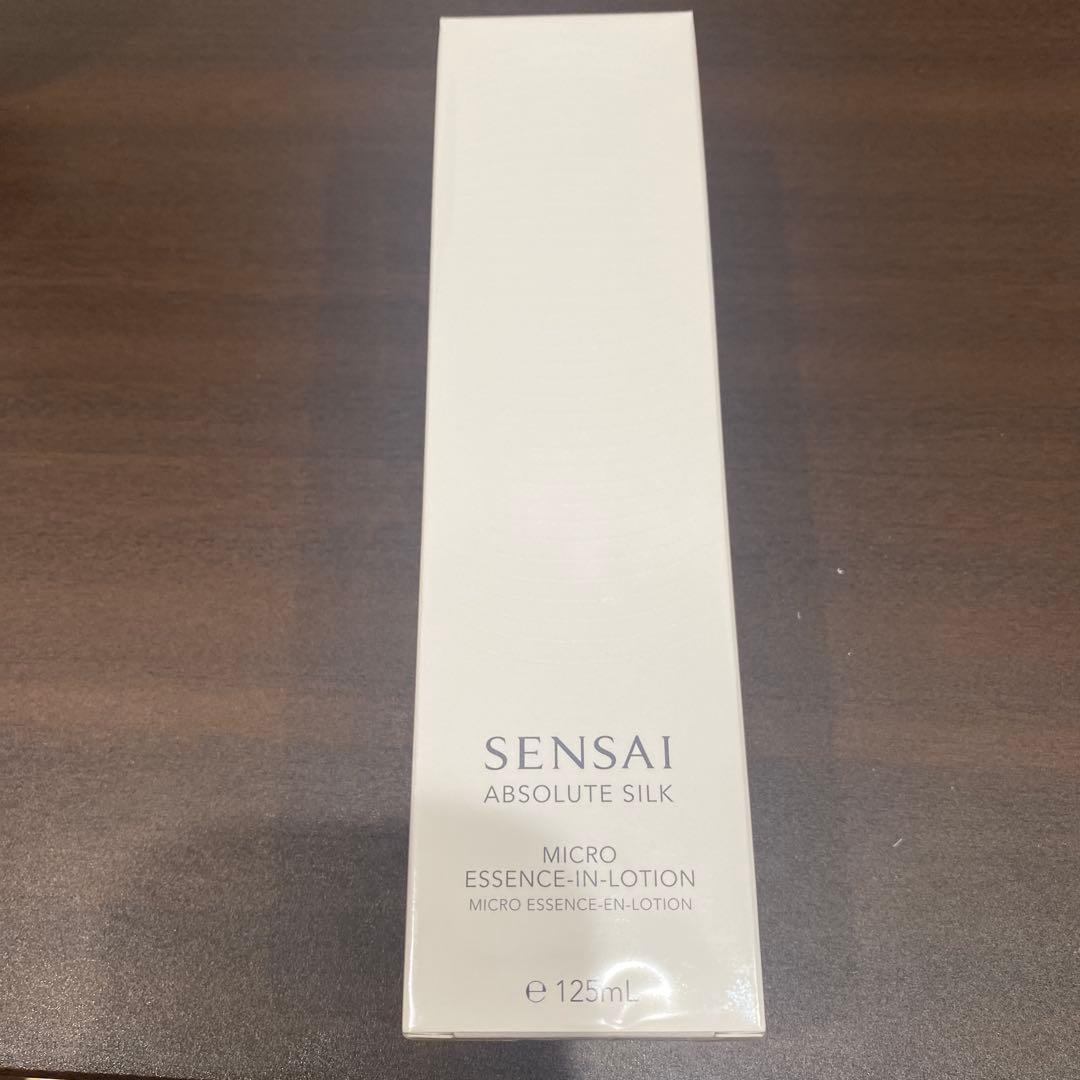 SENSAI
ABSOLUTE SILK
MICRO
ESSENCE-IN-LOTION
MICRO ESSENCE-EN-LOTION
℮ 125mL